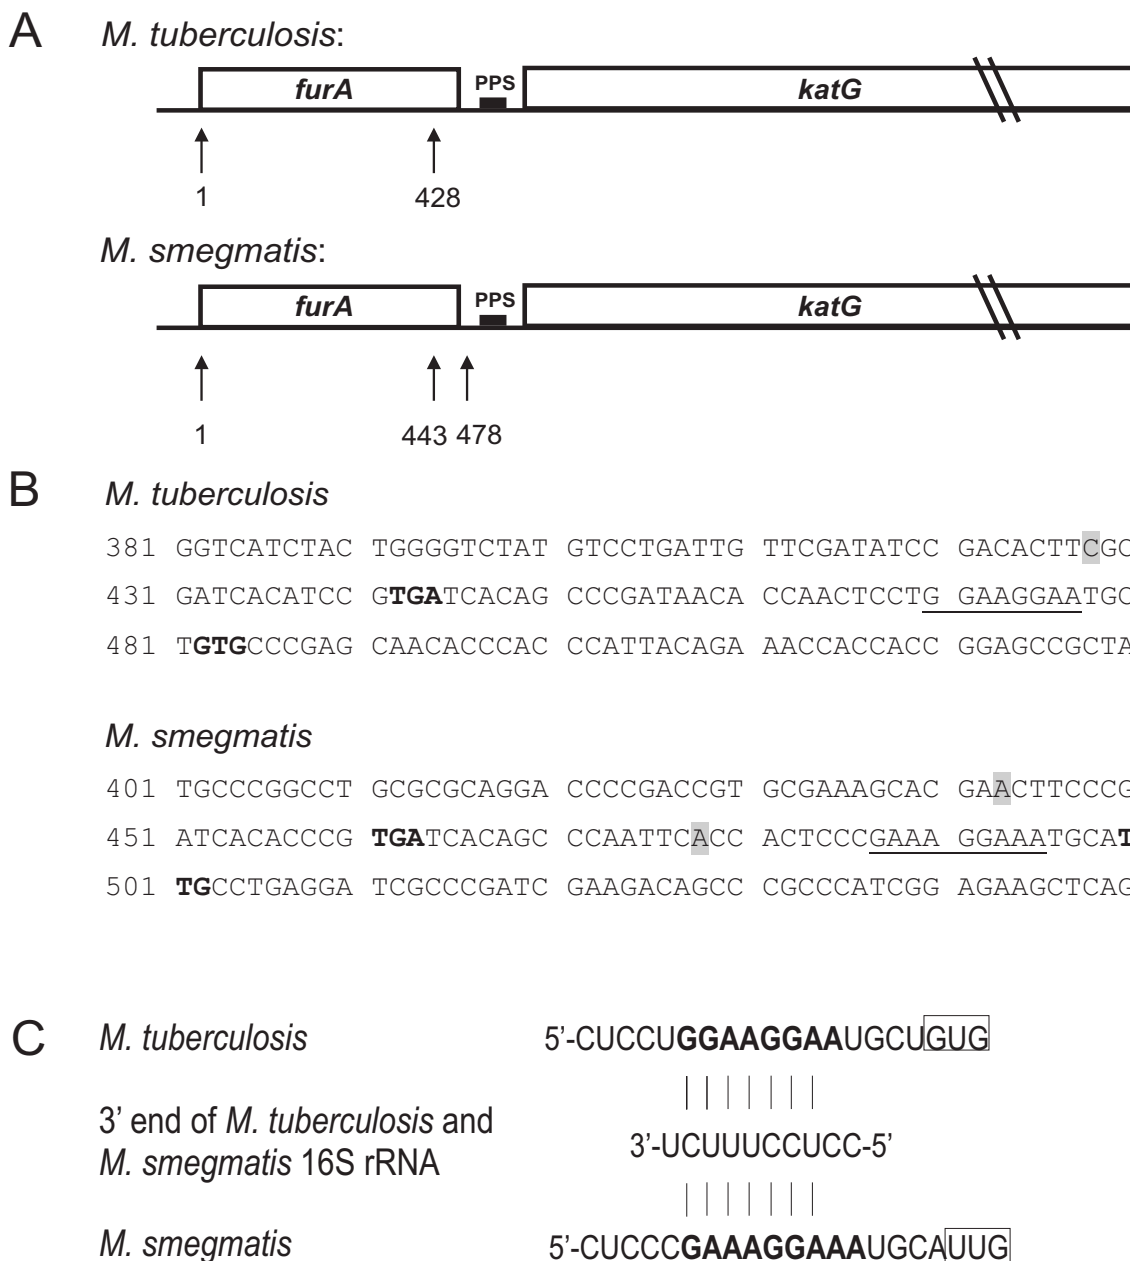 A M. tuberculosis:
furA PPS katG
1 428
M. smegmatis:
furA PPS katG
1 443 478
B M. tuberculosis
381 GGTCATCTAC TGGGGTCTAT GTCCTGATTG TTCGATATCC GACACTTCGC
431 GATCACATCC GTGATCACAG CCCGATAACA CCAACTCCTG GAAGGAATGC
481 TGTGCCCGAG CAACACCCAC CCATTACAGA AACCACCACC GGAGCCGCTA
M. smegmatis
401 TGCCCGGCCT GCGCGCAGGA CCCCGACCGT GCGAAAGCAC GAACTTCCCG
451 ATCACACCCG TGATCACAGC CCAATTCACC ACTCCCGAAA GGAAATGCAT
501 TGCCTGAGGA TCGCCCGATC GAAGACAGCC CGCCCATCGG AGAAGCTCAG
C M. tuberculosis 5’-CUCCUGGAAGGAAUGCUGUG
3’ end of M. tuberculosis and
M. smegmatis 16S rRNA 3’-UCUUUCCUCC-5’
M. smegmatis 5’-CUCCCGAAAGGAAAUGCAUUG